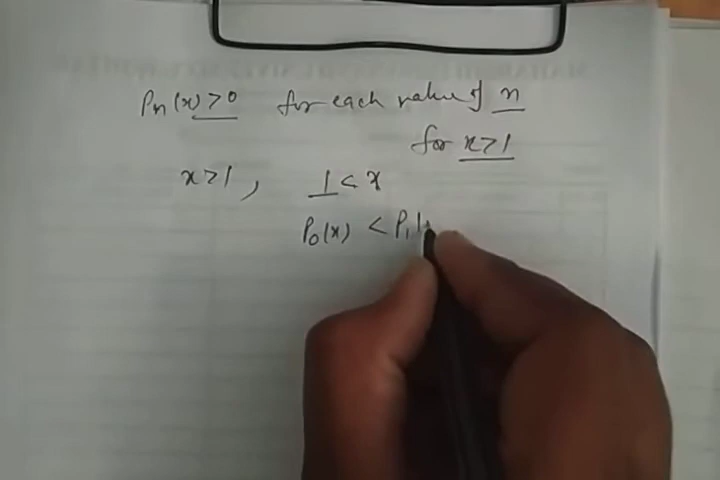 Pn(x) > 0 for each value of n
for x > 1
x > 1, 1 < x
P0(x) < P1(